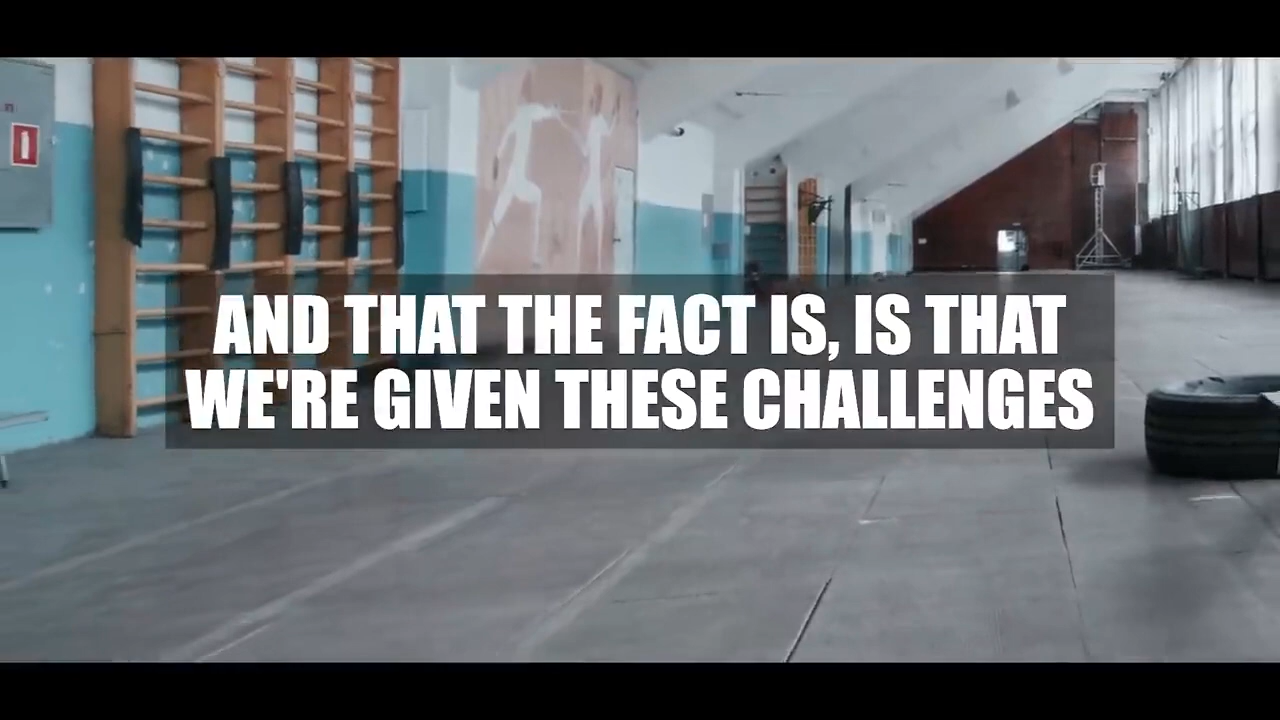 AND THAT THE FACT IS, IS THAT
WE'RE GIVEN THESE CHALLENGES